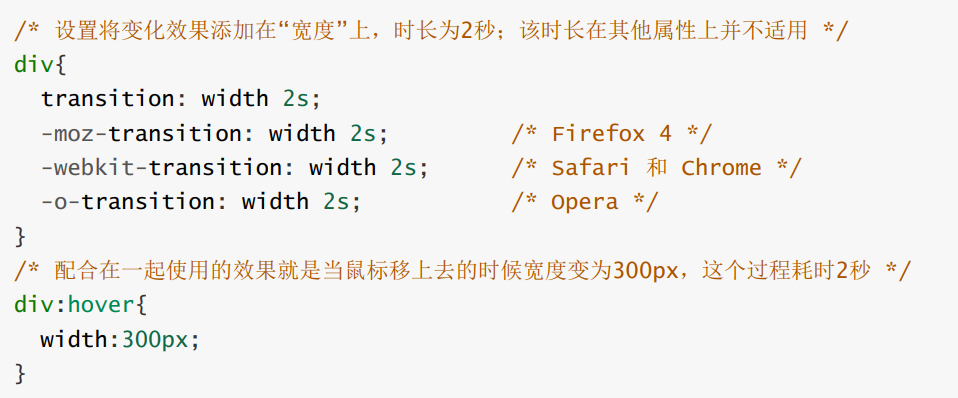 /* 设置将变化效果添加在“宽度”上，时长为2秒；该时长在其他属性上并不适用 */
div{
  transition: width 2s;
  -moz-transition: width 2s;         /* Firefox 4 */
  -webkit-transition: width 2s;      /* Safari 和 Chrome */
  -o-transition: width 2s;           /* Opera */
}
/* 配合在一起使用的效果就是当鼠标移上去的时候宽度变为300px，这个过程耗时2秒 */
div:hover{
  width:300px;
}